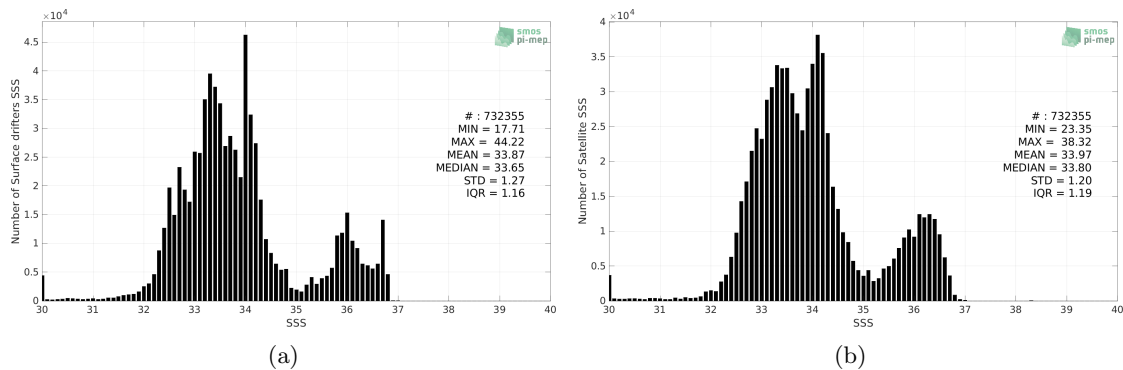 ×10⁴
4.5
4
3.5
3
2.5
2
1.5
1
0.5
0
Number of Surface drifters SSS
smos
pi-mep
# : 732355
MIN = 17.71
MAX = 44.22
MEAN = 33.87
MEDIAN = 33.65
STD = 1.27
IQR = 1.16
30 31 32 33 34 35 36 37 38 39 40
SSS
(a)
×10⁴
4
3.5
3
2.5
2
1.5
1
0.5
0
Number of Satellite SSS
smos
pi-mep
# : 732355
MIN = 23.35
MAX = 38.32
MEAN = 33.97
MEDIAN = 33.80
STD = 1.20
IQR = 1.19
30 31 32 33 34 35 36 37 38 39 40
SSS
(b)